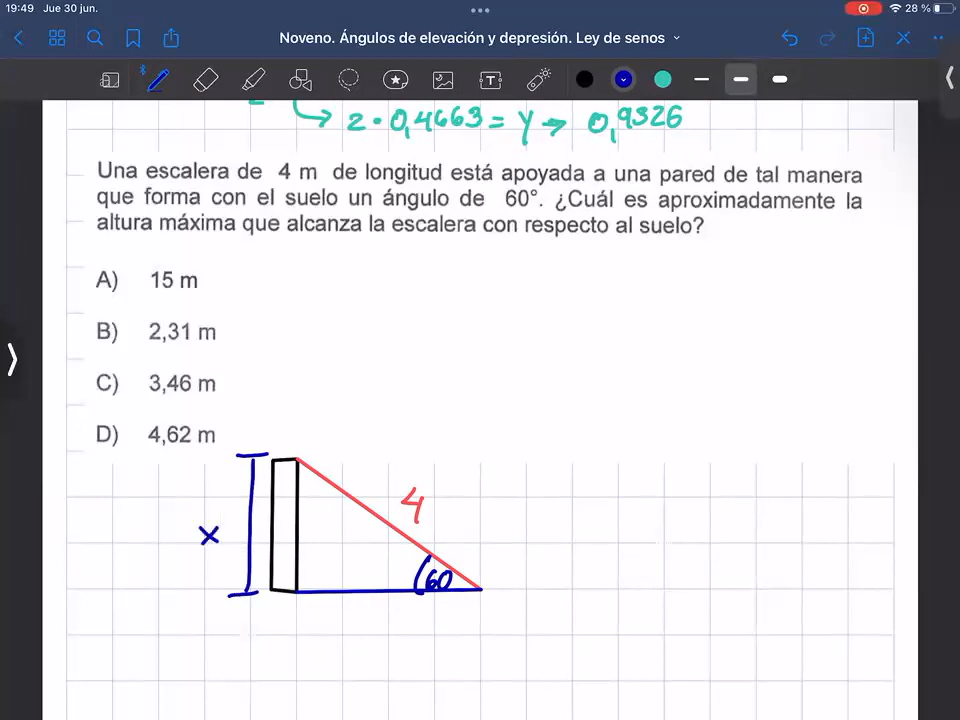 19:49 Jue 30 jun. 28 %
Noveno. Ángulos de elevación y depresión. Ley de senos
2 · 0,4663 = y → 0,9326
Una escalera de 4 m de longitud está apoyada a una pared de tal manera
que forma con el suelo un ángulo de 60°. ¿Cuál es aproximadamente la
altura máxima que alcanza la escalera con respecto al suelo?
A) 15 m
B) 2,31 m
C) 3,46 m
D) 4,62 m
4
x
60